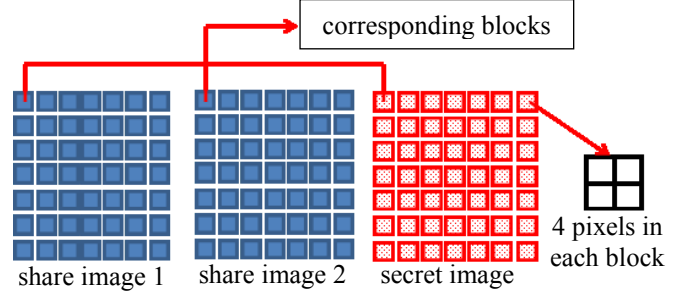 corresponding blocks
share image 1
share image 2
secret image
4 pixels in
each block